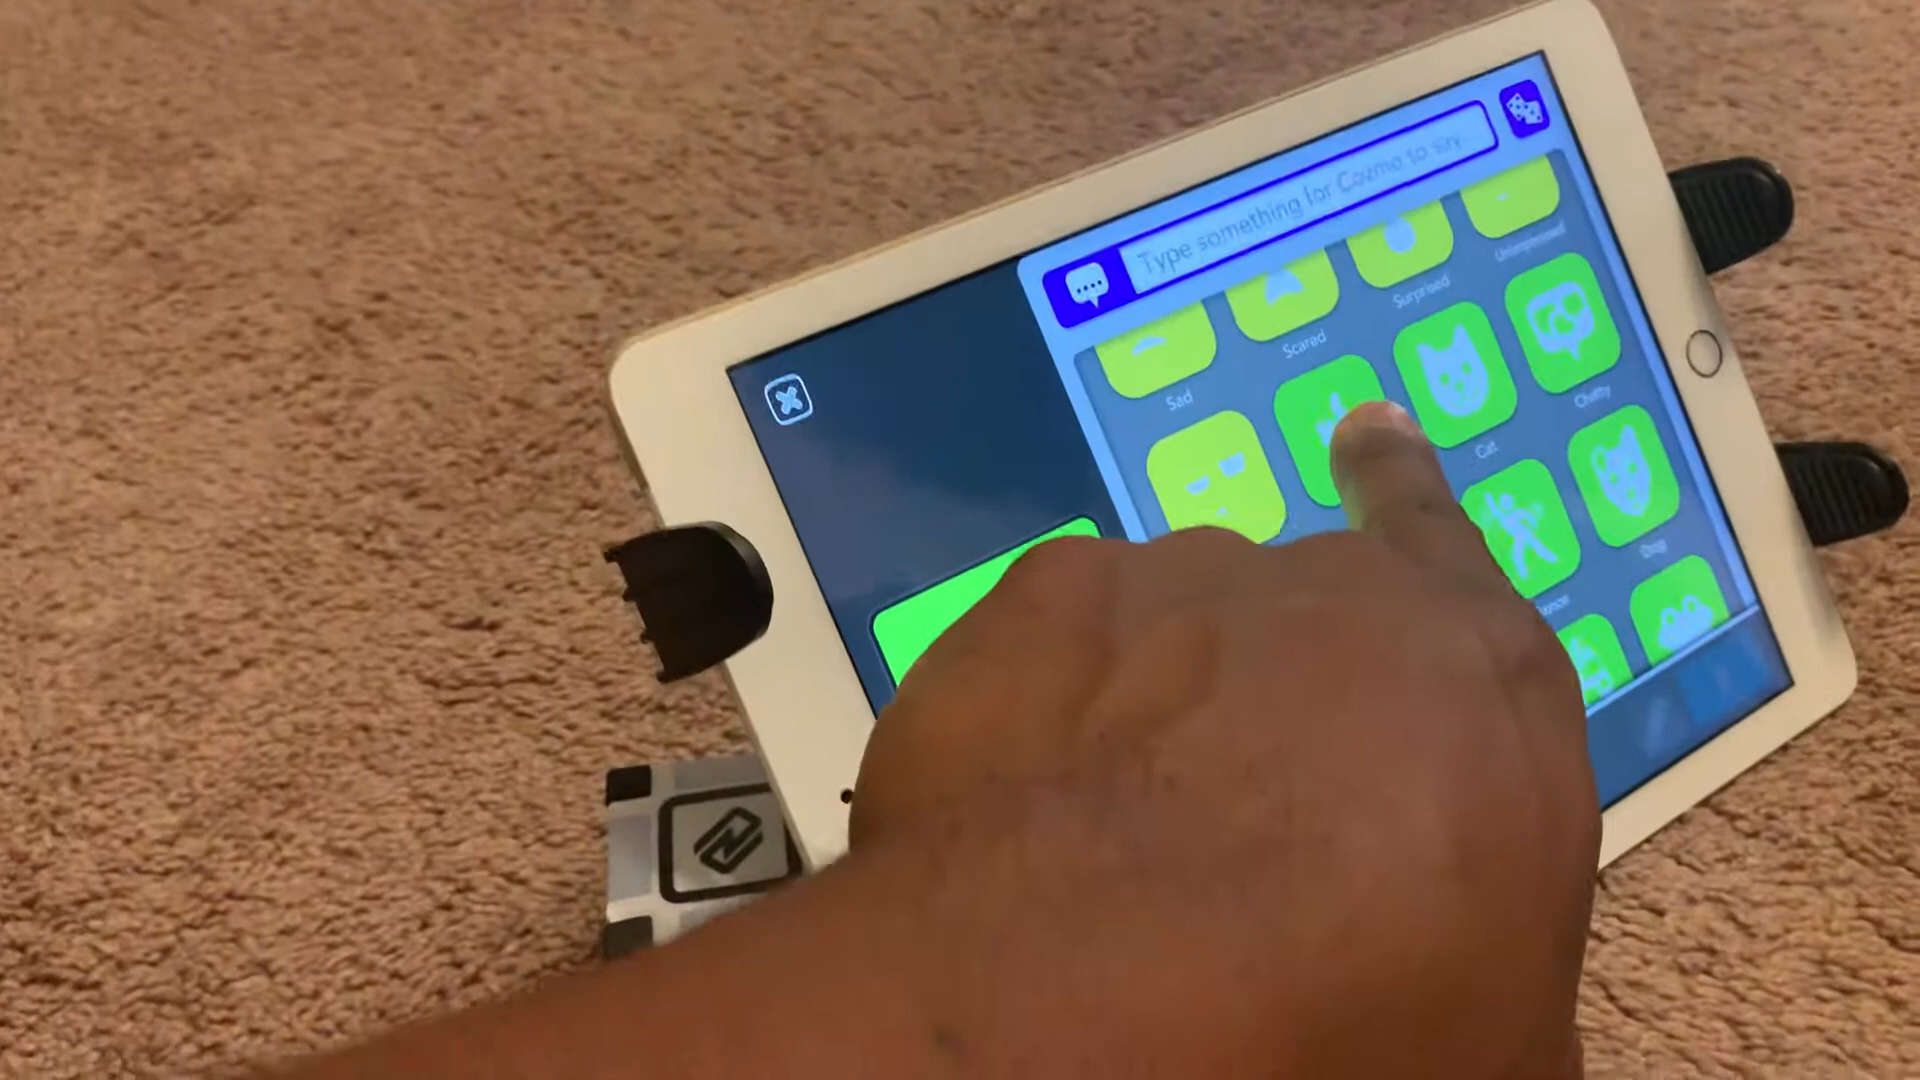 Type something for Cozmo to say
Sad
Scared
Surprised
Unimpressed
Cat
Chatty
Dog